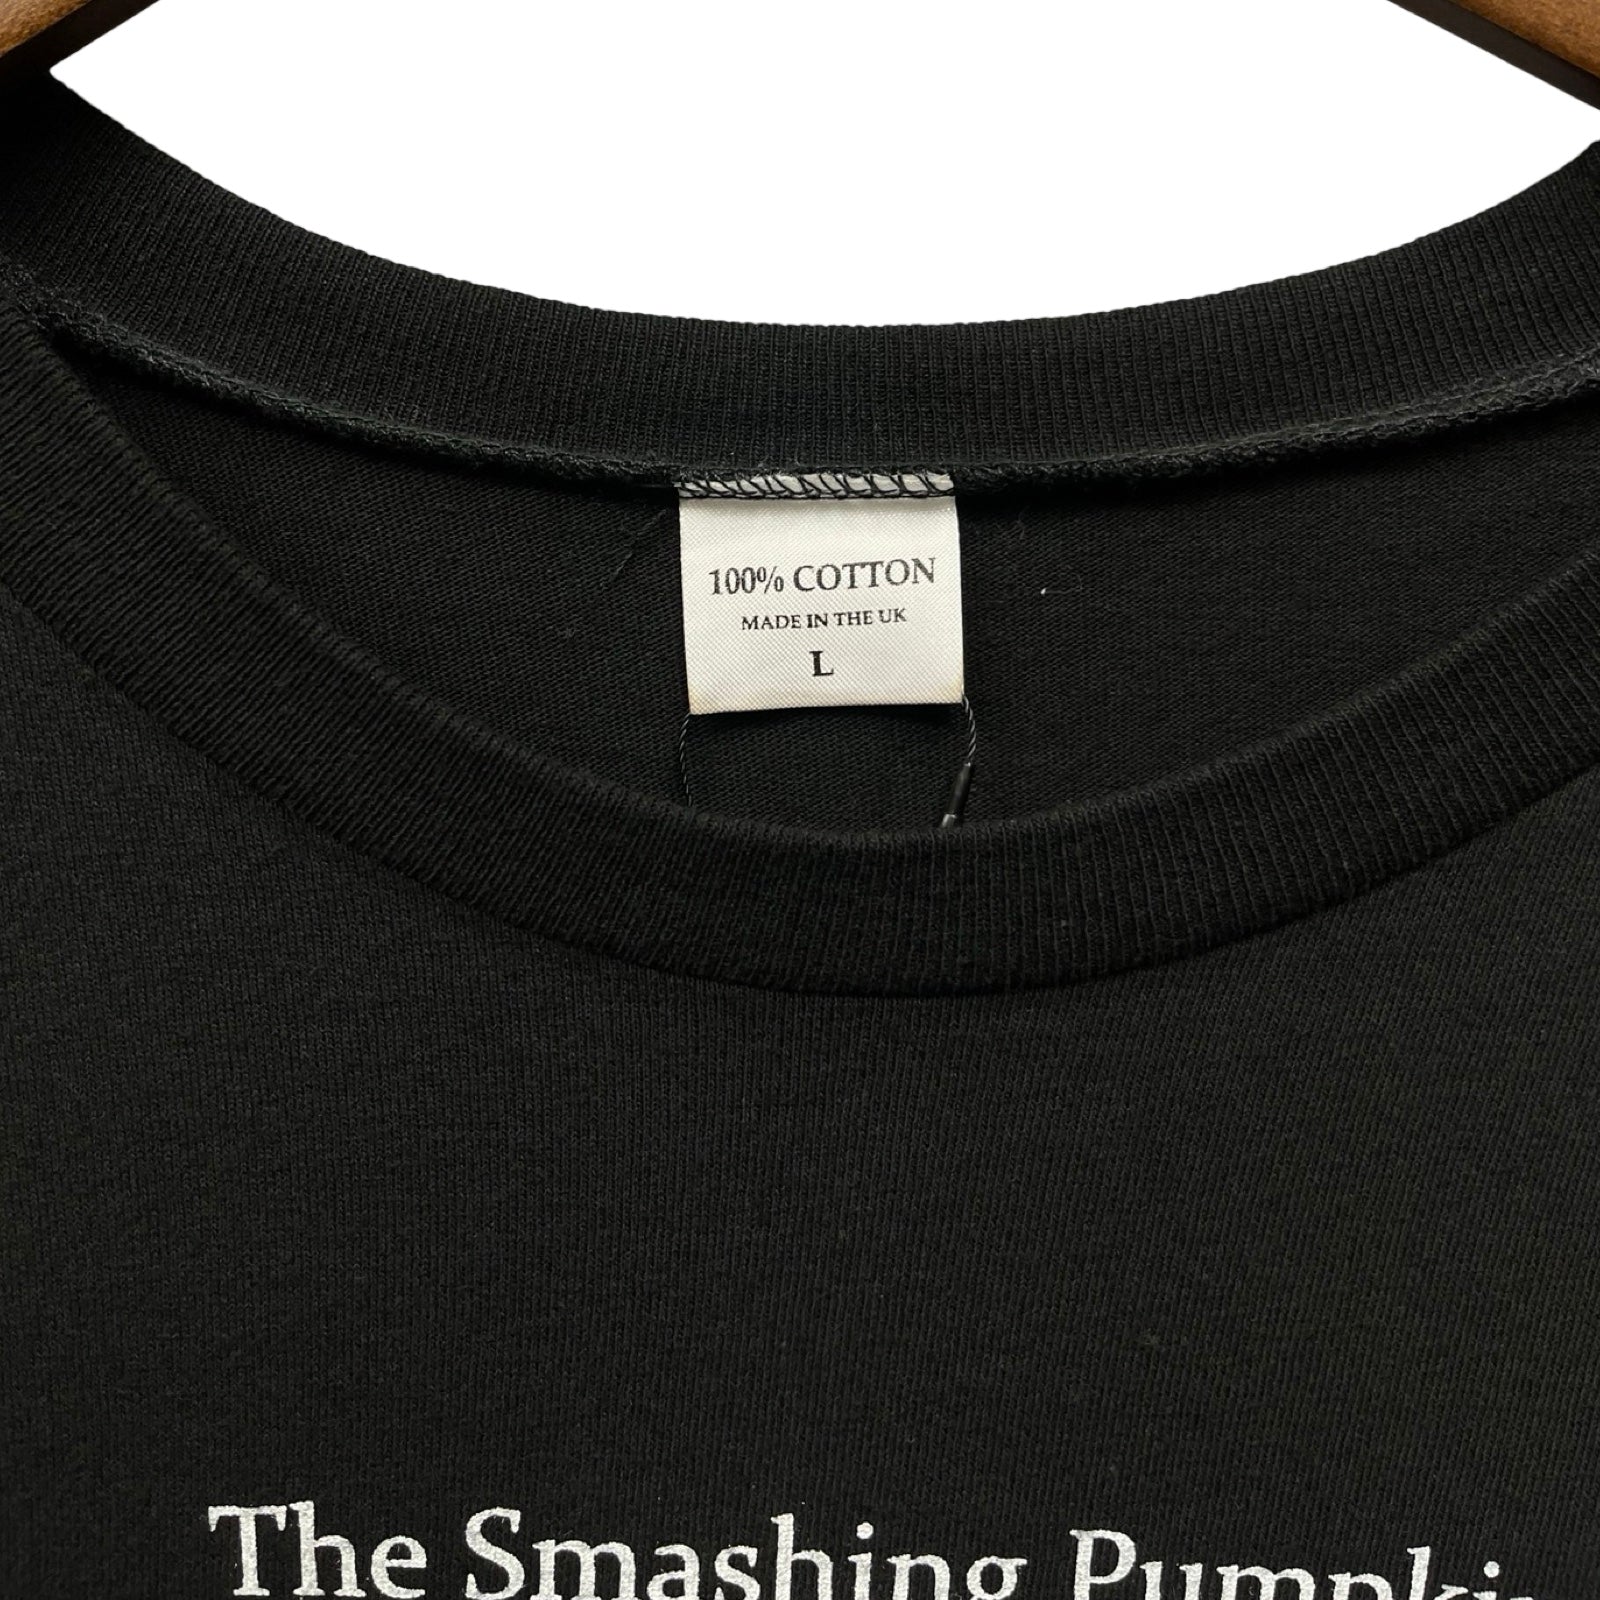 100% COTTON
MADE IN THE UK
L
The Smashing Pumpki